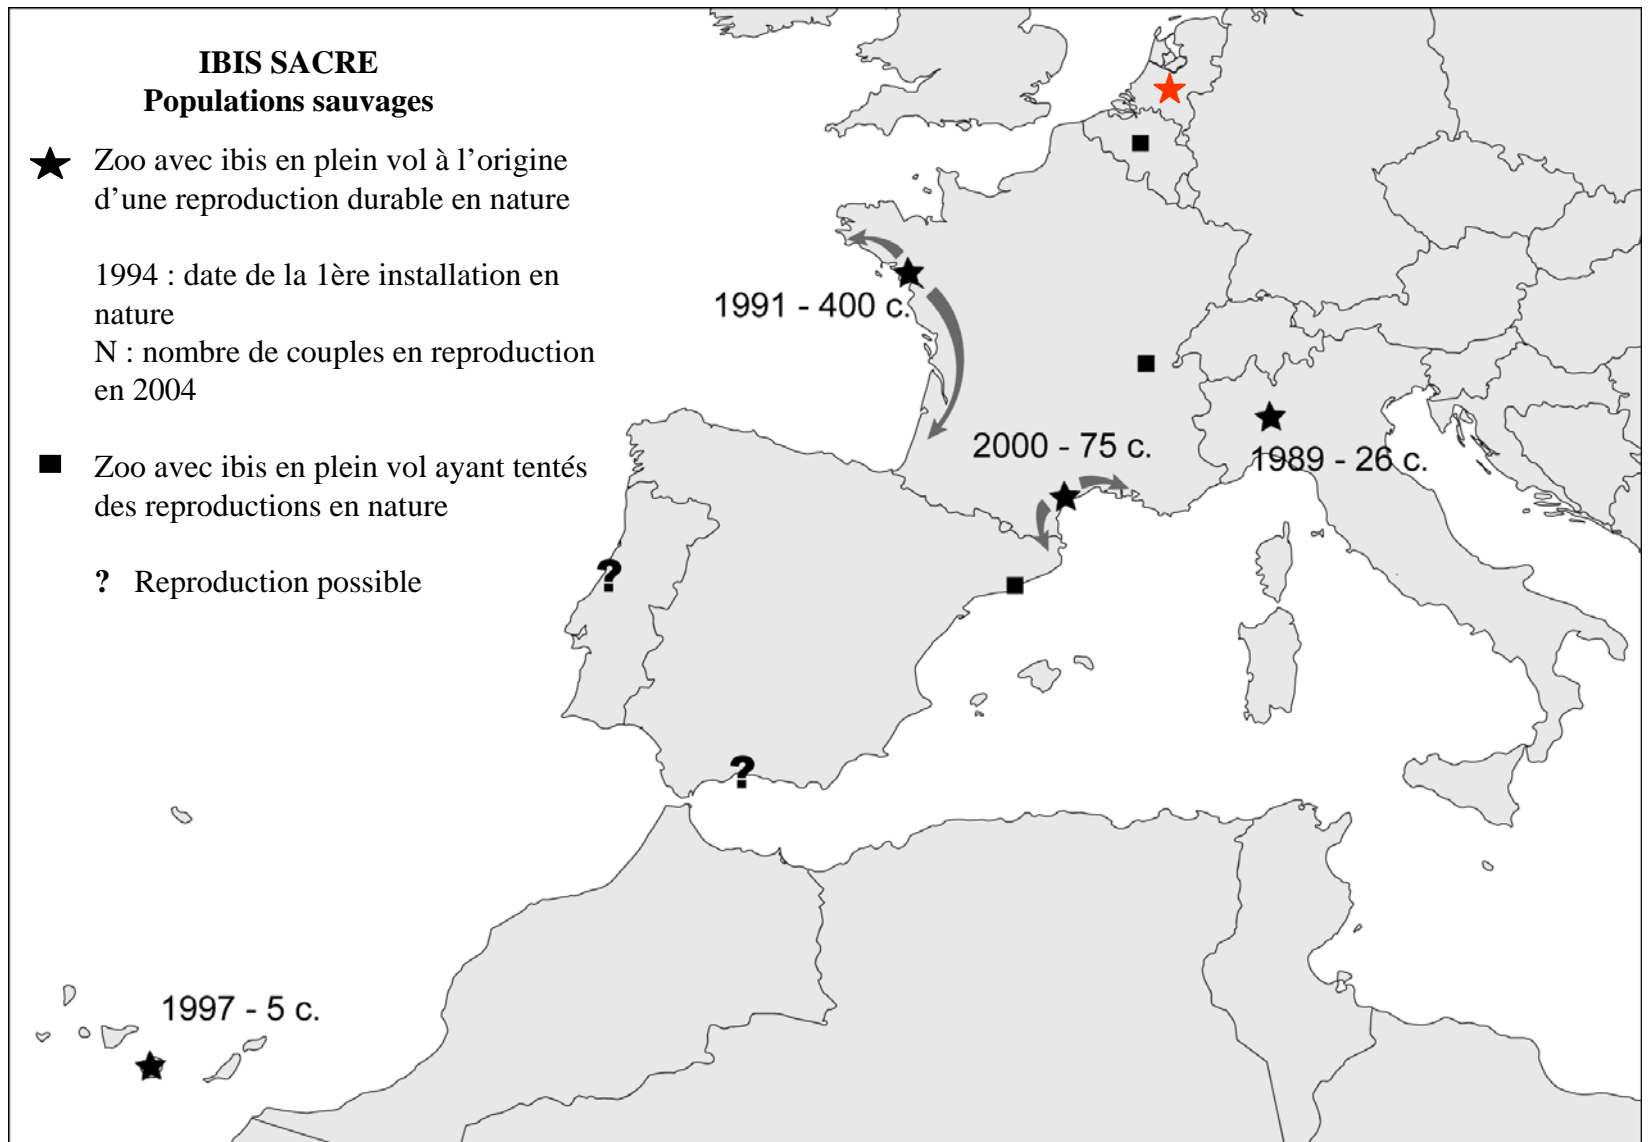 IBIS SACRE
Populations sauvages
Zoo avec ibis en plein vol à l’origine
d’une reproduction durable en nature
1994 : date de la 1ère installation en
nature
N : nombre de couples en reproduction
en 2004
Zoo avec ibis en plein vol ayant tentés
des reproductions en nature
? Reproduction possible
1991 - 400 c.
2000 - 75 c.
1989 - 26 c.
?
?
1997 - 5 c.